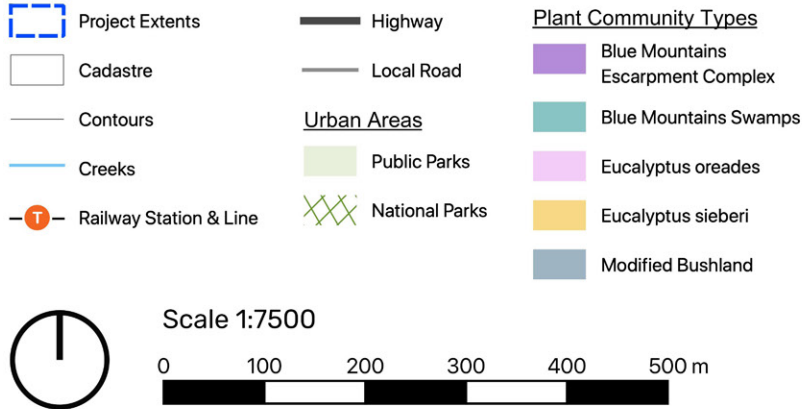 Project Extents
Cadastre
Contours
Creeks
T
Railway Station & Line
Highway
Local Road
Urban Areas
Public Parks
National Parks
Plant Community Types
Blue Mountains
Escarpment Complex
Blue Mountains Swamps
Eucalyptus oreades
Eucalyptus sieberi
Modified Bushland
Scale 1:7500
0 100 200 300 400 500 m